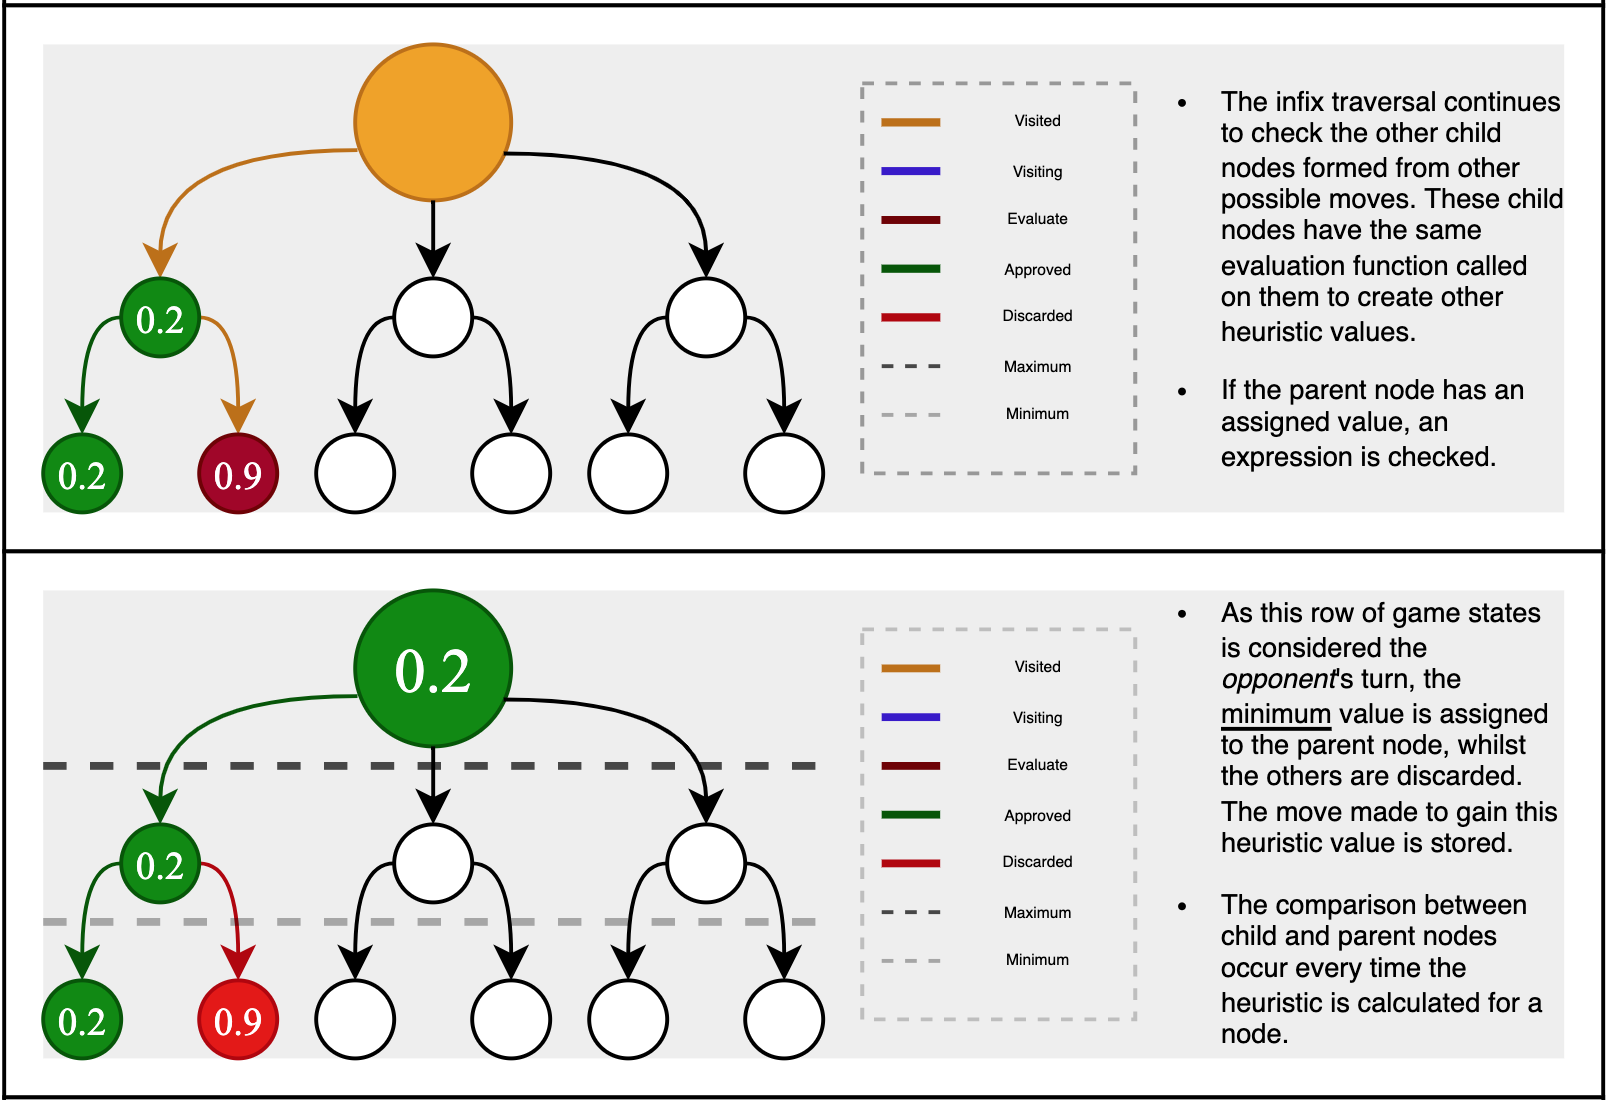 0.2
0.2
0.9
Visited
Visiting
Evaluate
Approved
Discarded
Maximum
Minimum
• The infix traversal continues
to check the other child
nodes formed from other
possible moves. These child
nodes have the same
evaluation function called
on them to create other
heuristic values.
• If the parent node has an
assigned value, an
expression is checked.
0.2
0.2
0.2
0.9
Visited
Visiting
Evaluate
Approved
Discarded
Maximum
Minimum
• As this row of game states
is considered the
opponent's turn, the
minimum value is assigned
to the parent node, whilst
the others are discarded.
The move made to gain this
heuristic value is stored.
• The comparison between
child and parent nodes
occur every time the
heuristic is calculated for a
node.